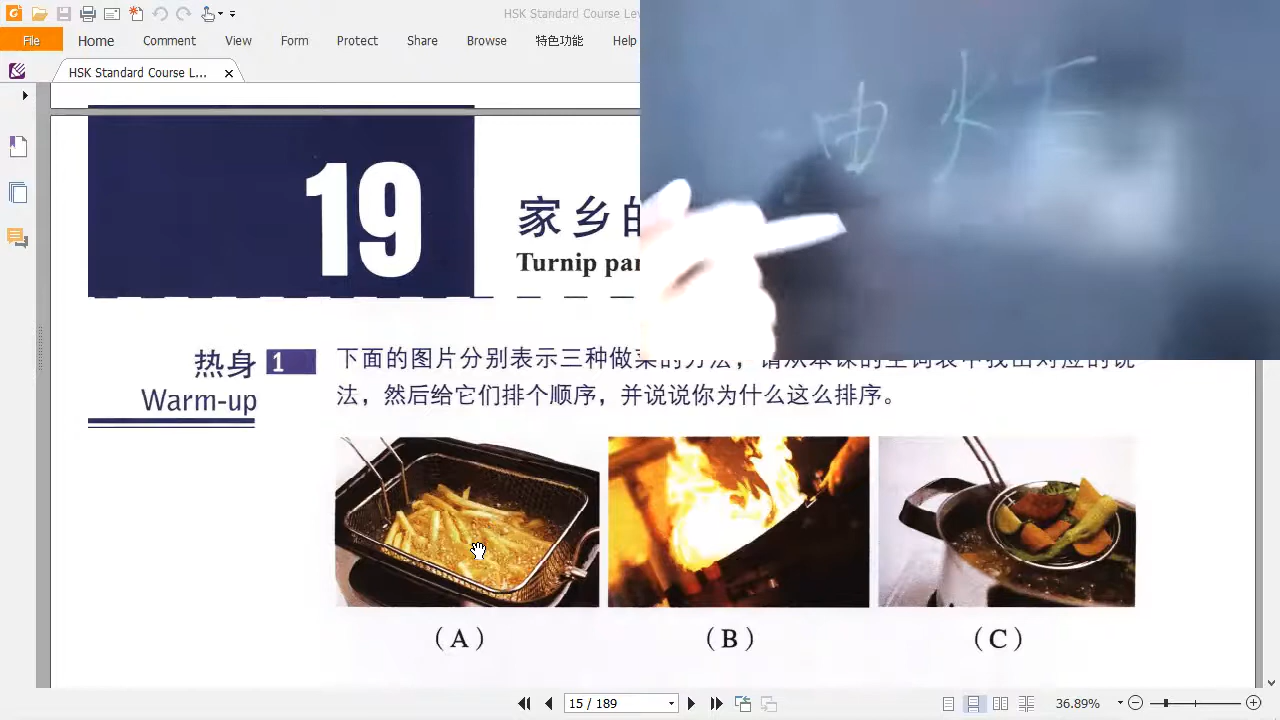 HSK Standard Course Le
File Home Comment View Form Protect Share Browse 特色功能 Help
HSK Standard Course L...
由
19
家乡的
Turnip pa
热身 1
Warm-up
下面的图片分别表示三种做菜的方法，请从本课的生词表中找出对应的说
法，然后给它们排个顺序，并说说你为什么这么排序。
(A) (B) (C)
15 / 189
36.89%